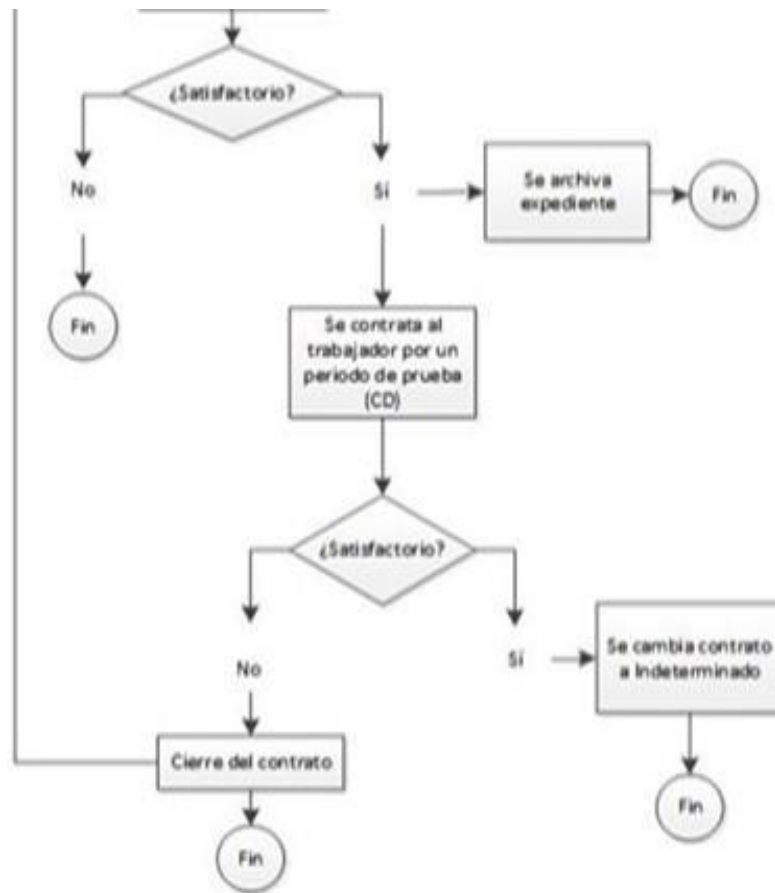 ¿Satisfactorio?
No
Sí
Se archiva
expediente
Fin
Fin
Se contrata al
trabajador por un
periodo de prueba
(CD)
¿Satisfactorio?
No
Sí
Se cambia contrato
a Indeterminado
Cierre del contrato
Fin
Fin